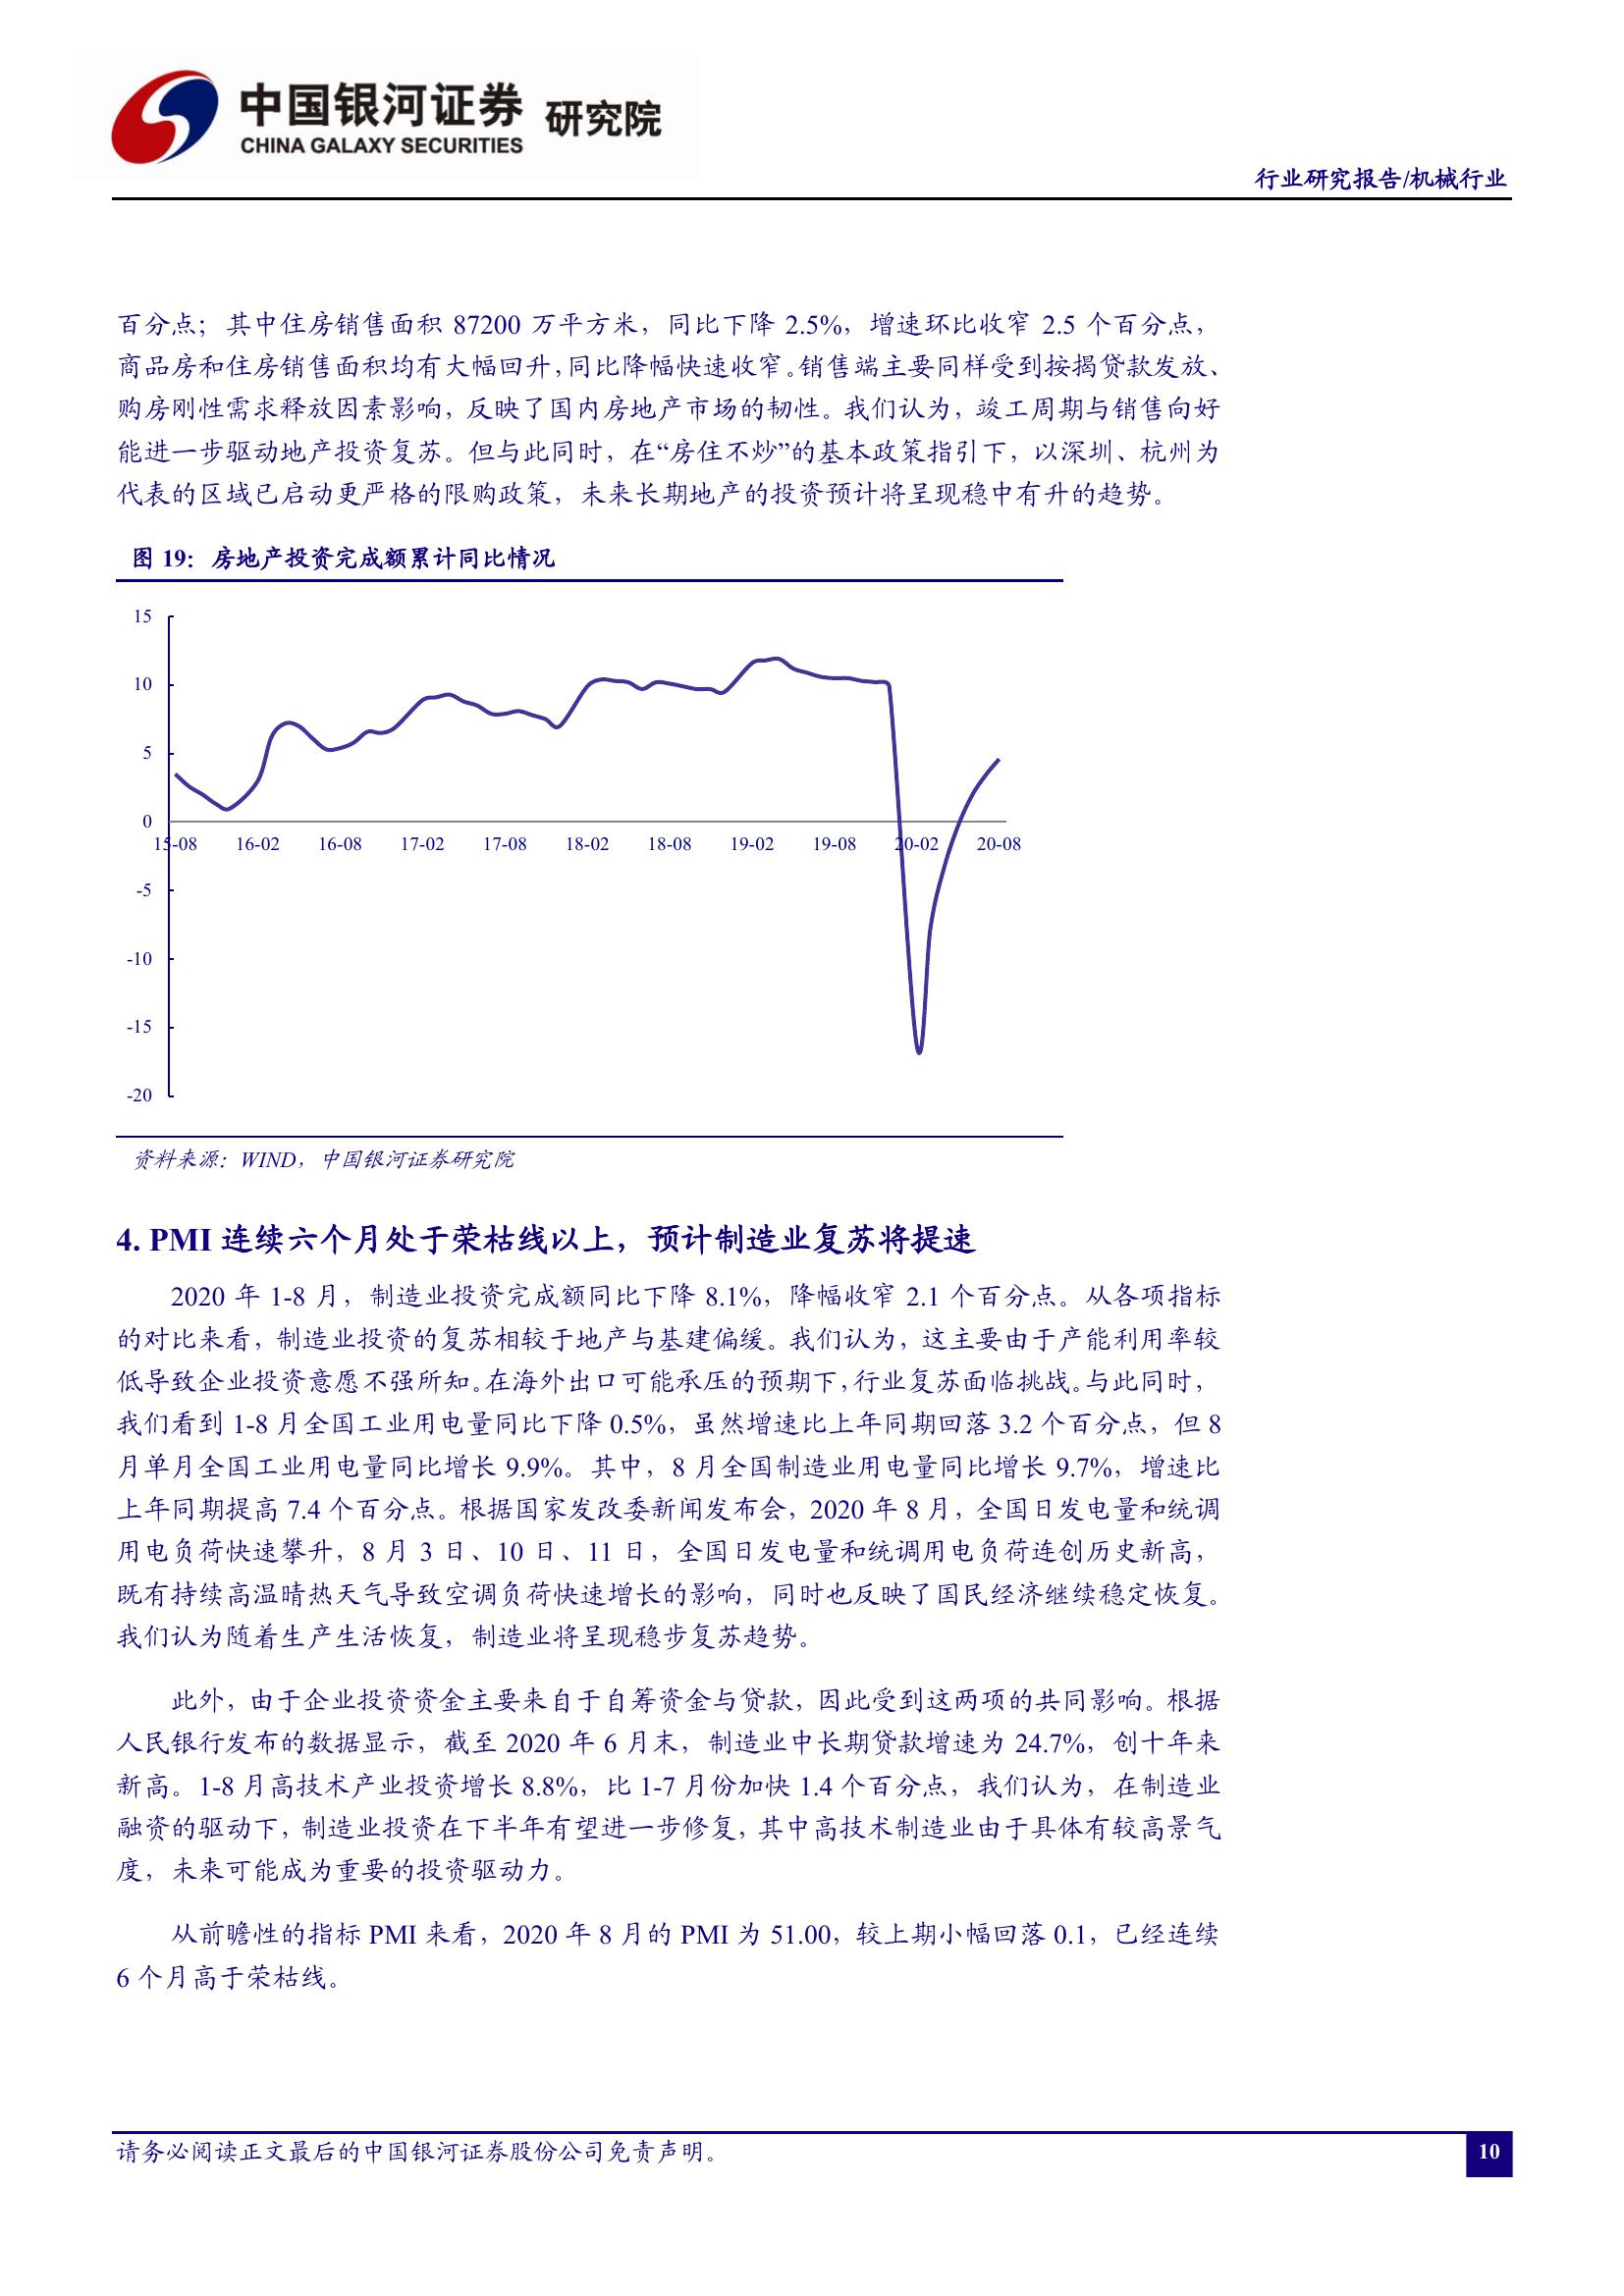 中国银河证券 研究院
CHINA GALAXY SECURITIES
行业研究报告/机械行业
百分点；其中住房销售面积 87200 万平方米，同比下降 2.5%，增速环比收窄 2.5 个百分点，
商品房和住房销售面积均有大幅回升，同比降幅快速收窄。销售端主要同样受到按揭贷款发放、
购房刚性需求释放因素影响，反映了国内房地产市场的韧性。我们认为，竣工周期与销售向好
能进一步驱动地产投资复苏。但与此同时，在“房住不炒”的基本政策指引下，以深圳、杭州为
代表的区域已启动更严格的限购政策，未来长期地产的投资预计将呈现稳中有升的趋势。
图 19：房地产投资完成额累计同比情况
15
10
5
0
15-08 16-02 16-08 17-02 17-08 18-02 18-08 19-02 19-08 20-02 20-08
-5
-10
-15
-20
资料来源：WIND，中国银河证券研究院
4. PMI 连续六个月处于荣枯线以上，预计制造业复苏将提速
2020 年 1-8 月，制造业投资完成额同比下降 8.1%，降幅收窄 2.1 个百分点。从各项指标
的对比来看，制造业投资的复苏相较于地产与基建偏缓。我们认为，这主要由于产能利用率较
低导致企业投资意愿不强所知。在海外出口可能承压的预期下，行业复苏面临挑战。与此同时，
我们看到 1-8 月全国工业用电量同比下降 0.5%，虽然增速比上年同期回落 3.2 个百分点，但 8
月单月全国工业用电量同比增长 9.9%。其中，8 月全国制造业用电量同比增长 9.7%，增速比
上年同期提高 7.4 个百分点。根据国家发改委新闻发布会，2020 年 8 月，全国日发电量和统调
用电负荷快速攀升，8 月 3 日、10 日、11 日，全国日发电量和统调用电负荷连创历史新高，
既有持续高温晴热天气导致空调负荷快速增长的影响，同时也反映了国民经济继续稳定恢复。
我们认为随着生产生活恢复，制造业将呈现稳步复苏趋势。
此外，由于企业投资资金主要来自于自筹资金与贷款，因此受到这两项的共同影响。根据
人民银行发布的数据显示，截至 2020 年 6 月末，制造业中长期贷款增速为 24.7%，创十年来
新高。1-8 月高技术产业投资增长 8.8%，比 1-7 月份加快 1.4 个百分点，我们认为，在制造业
融资的驱动下，制造业投资在下半年有望进一步修复，其中高技术制造业由于具体有较高景气
度，未来可能成为重要的投资驱动力。
从前瞻性的指标 PMI 来看，2020 年 8 月的 PMI 为 51.00，较上期小幅回落 0.1，已经连续
6 个月高于荣枯线。
请务必阅读正文最后的中国银河证券股份公司免责声明。
10